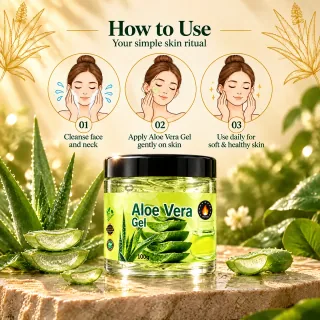 How to Use
Your simple skin ritual
01
02
03
Cleanse face
and neck
Apply Aloe Vera Gel
gently on skin
Use daily for
soft & healthy skin
Aloe Vera
Gel
100g